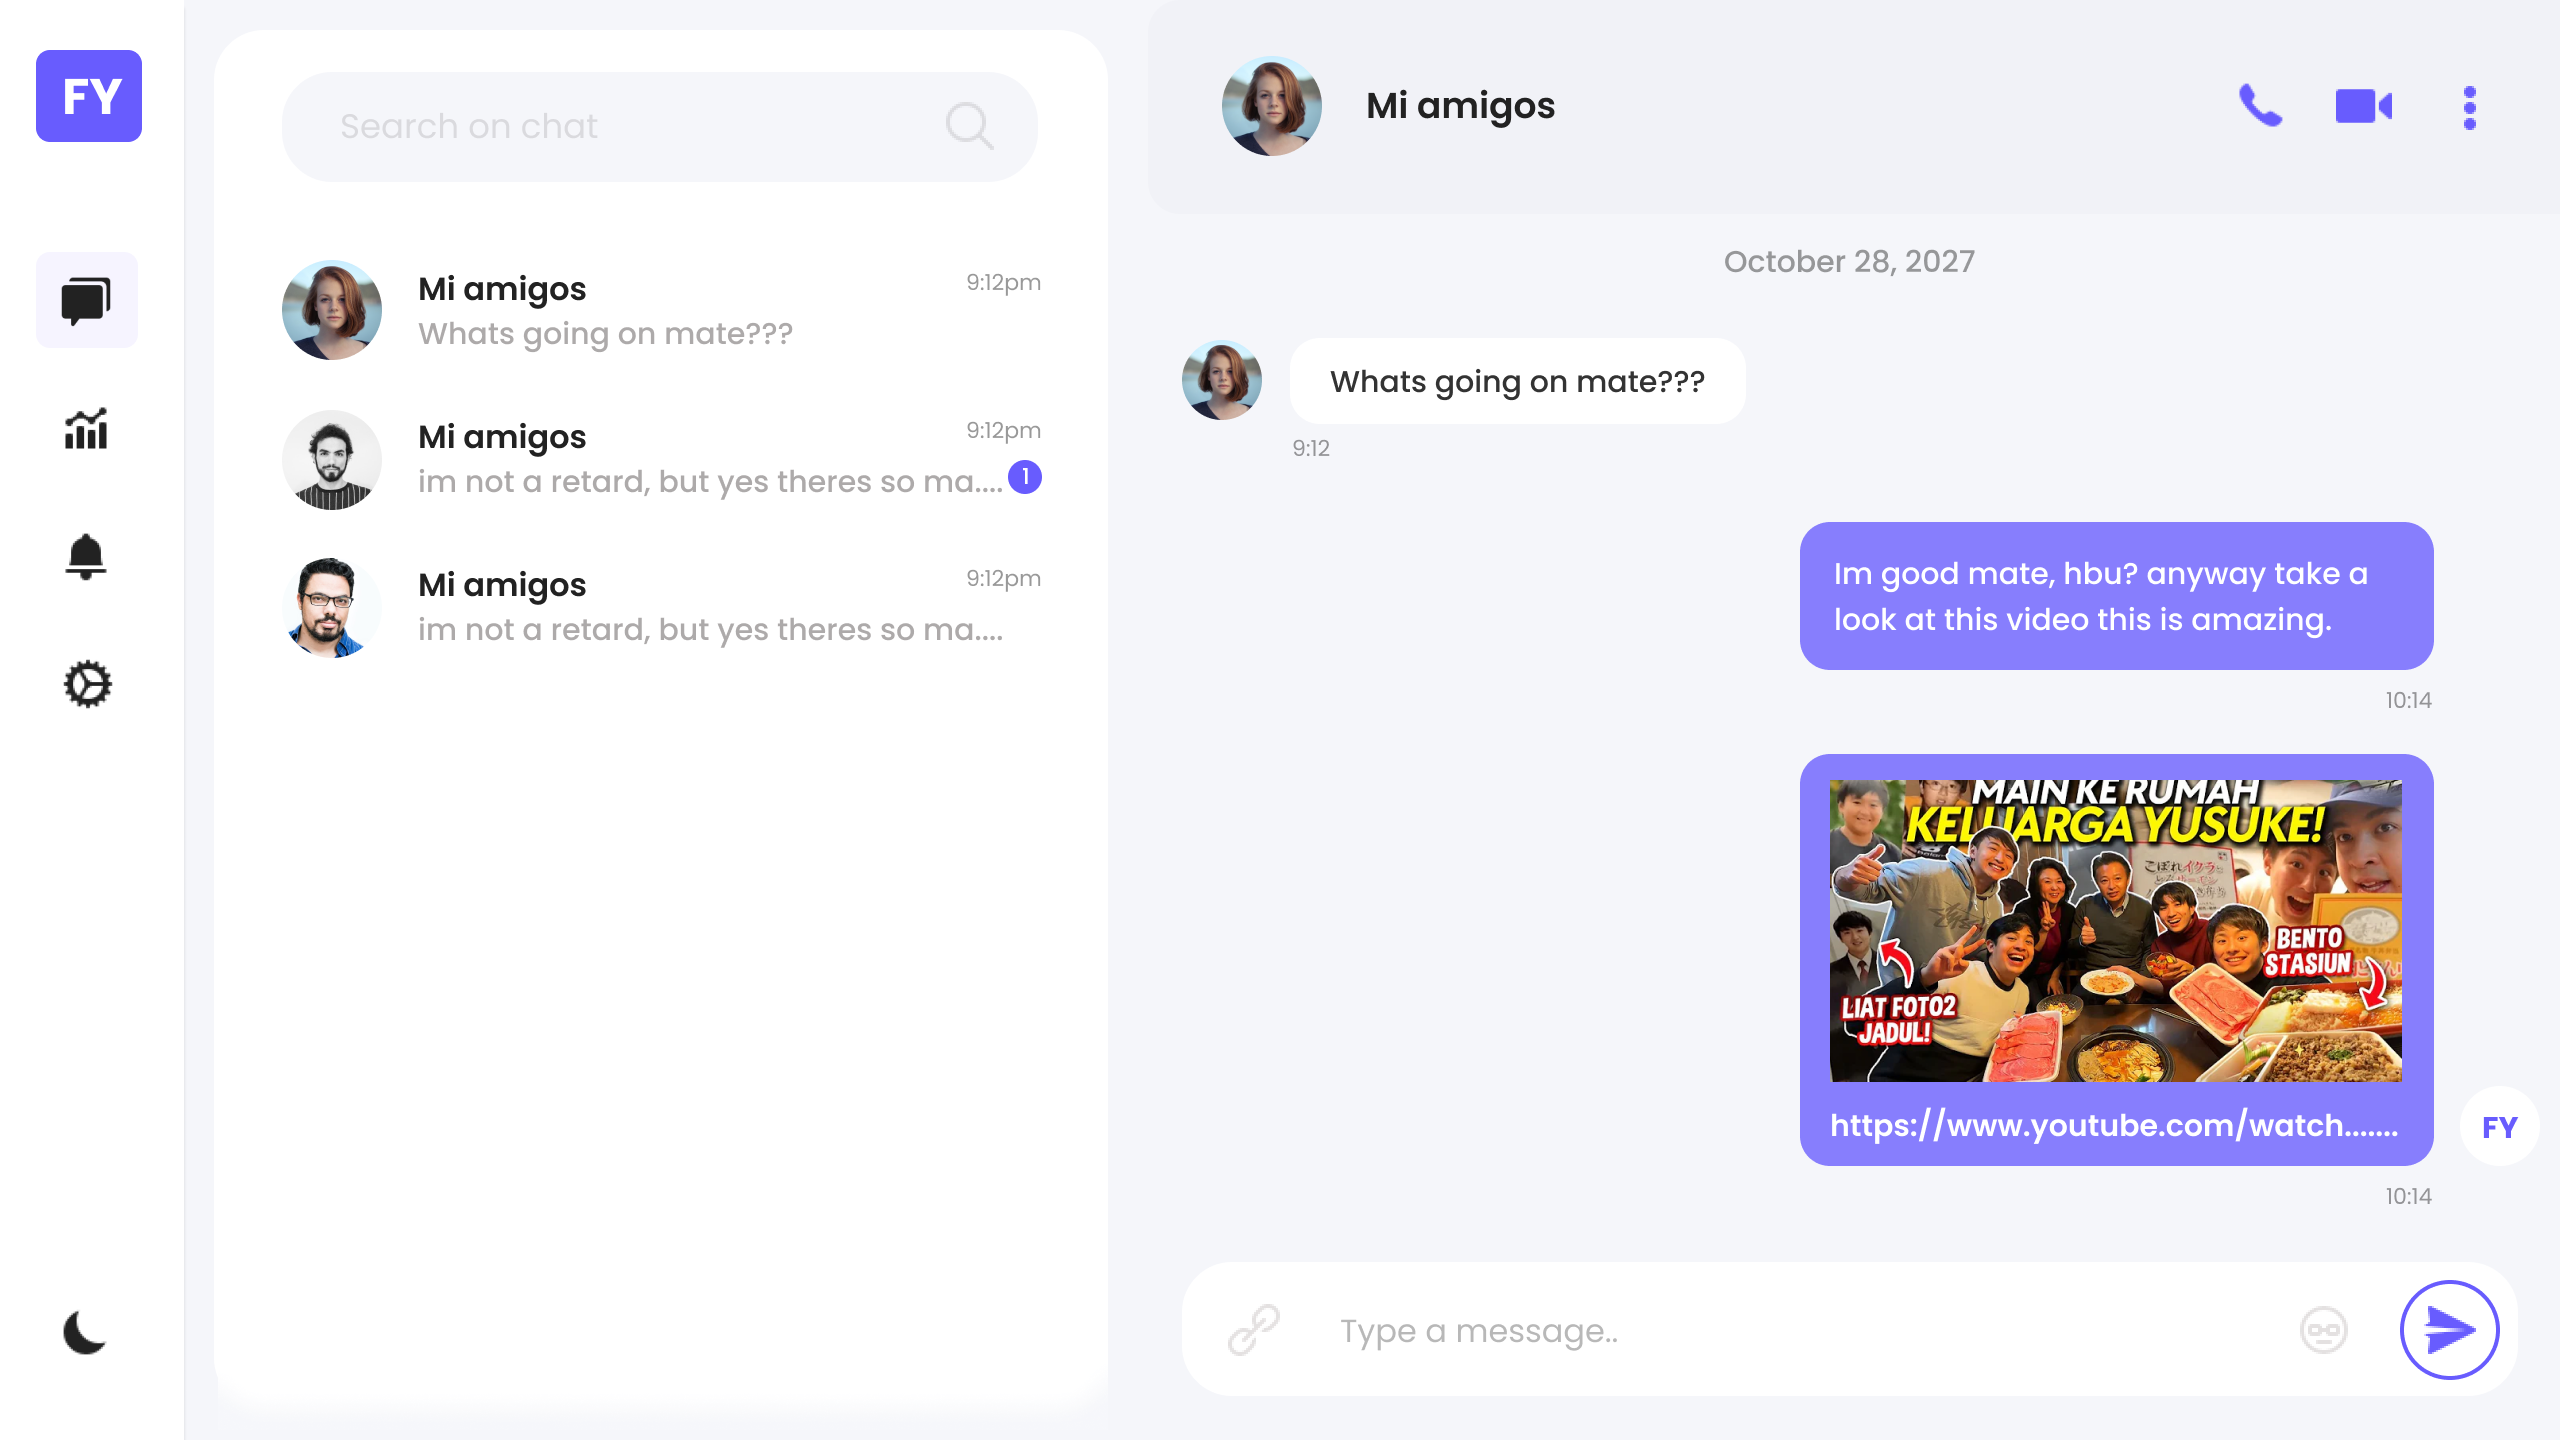 FY
Search on chat
Mi amigos
9:12pm
Whats going on mate???
Mi amigos
9:12pm
im not a retard, but yes theres so ma....
1
Mi amigos
9:12pm
im not a retard, but yes theres so ma....
Mi amigos
October 28, 2027
Whats going on mate???
9:12
Im good mate, hbu? anyway take a
look at this video this is amazing.
10:14
MAIN KE RUMAH
KELUARGA YUSUKE!
こぼれイクラ
BENTO
STASIUN
LIAT FOTO2
JADUL!
https://www.youtube.com/watch.......
FY
10:14
Type a message..